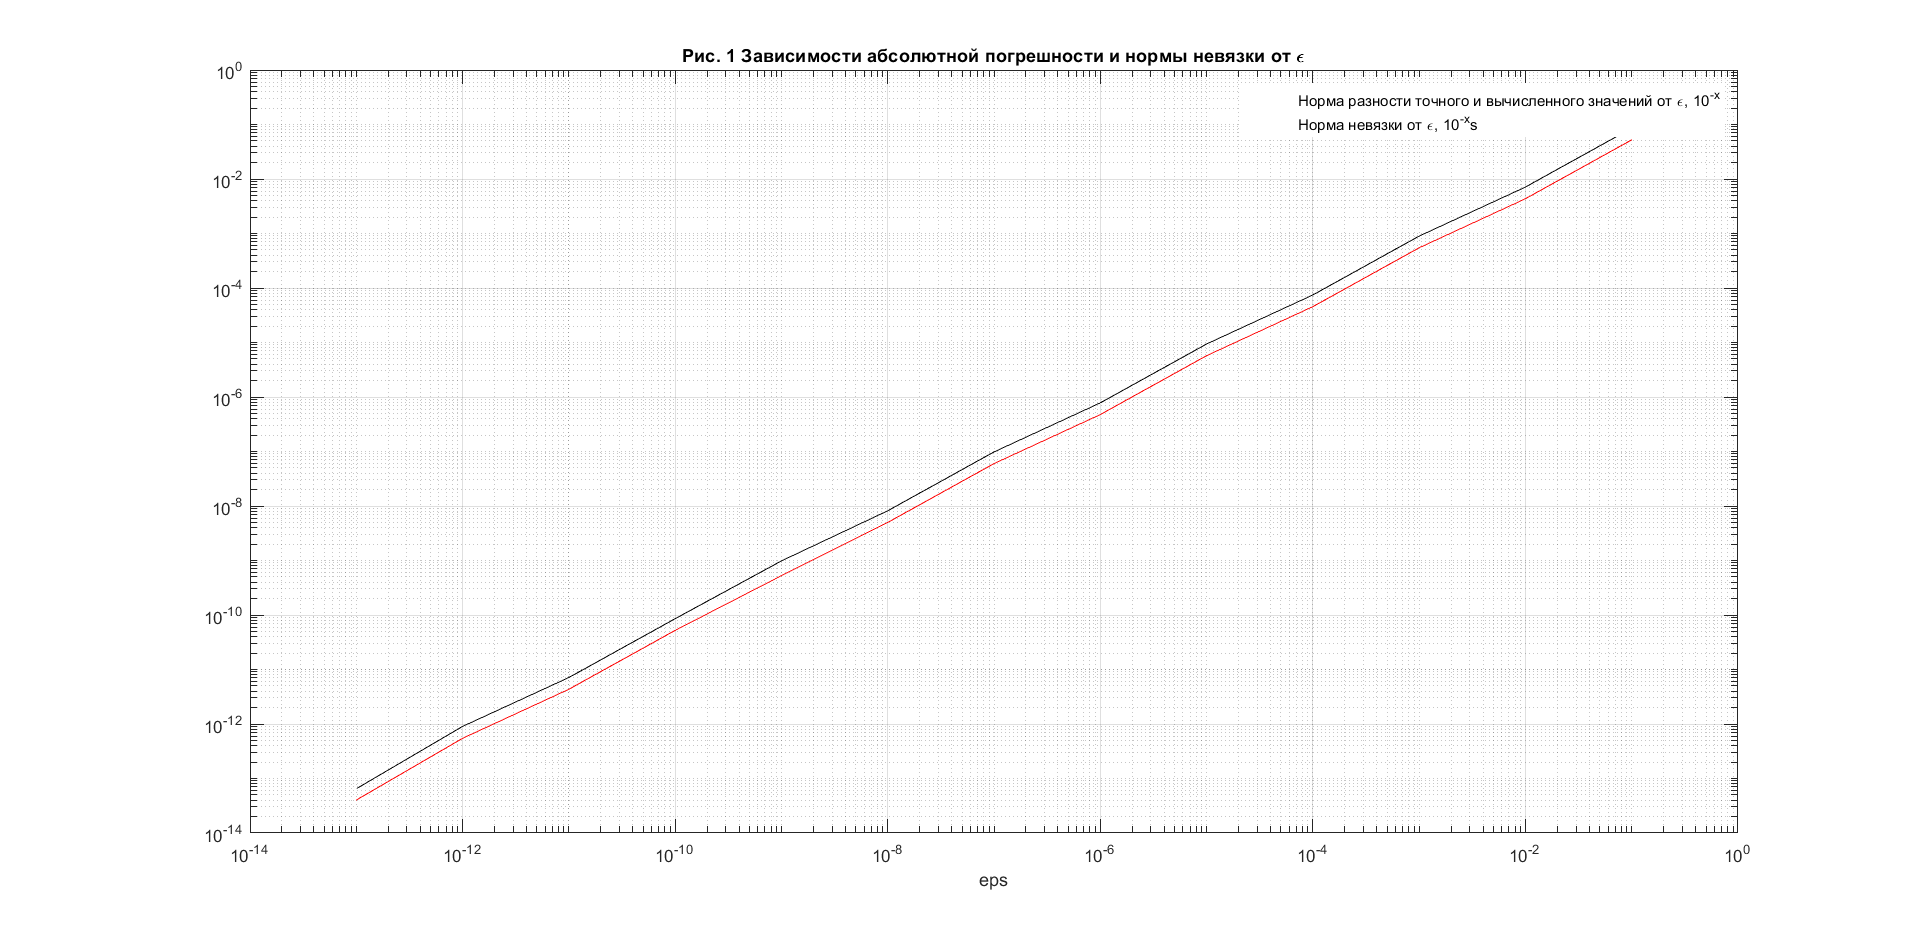 Рис. 1 Зависимости абсолютной погрешности и нормы невязки от ϵ
Норма разности точного и вычисленного значений от ϵ, 10^-x
Норма невязки от ϵ, 10^-x s
10^0
10^-2
10^-4
10^-6
10^-8
10^-10
10^-12
10^-14
10^-14 10^-12 10^-10 10^-8 10^-6 10^-4 10^-2 10^0
eps